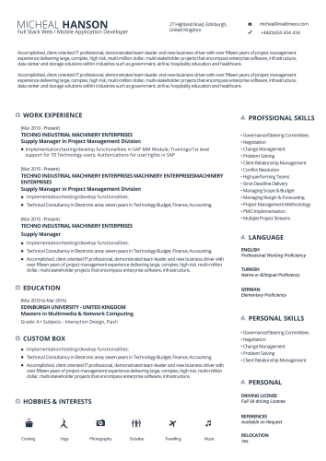 MICHEAL HANSON
Full Stack Web / Mobile Application Developer
27 Highland Road, Edinburgh,
United Kingdom
micheal@mailmeco.com
+44(0)434 434 434
Accomplished, client oriented IT professional, demonstrated team leader and new business driver with over fifteen years of project management
experience delivering large, complex, high risk, multi-million dollar, multi-stakeholder projects that encompass enterprise software, infrastructure,
data center and storage solutions within industries such as government, airline, hospitality education and healthcare.
Accomplished, client oriented IT professional, demonstrated team leader and new business driver with over fifteen years of project management
experience delivering large, complex, high risk, multi-million dollar, multi-stakeholder projects that encompass enterprise software, infrastructure,
data center and storage solutions within industries such as government, airline, hospitality education and healthcare.
WORK EXPERIENCE
(Mar 2010 - Present)
TECHNO INDUSTRIAL MACHINERY ENTERPRISES
Supply Manager in Project Management Division
Implementation/testing/develop functionalities in SAP MM Module; Trainings/1st level
support for 70 Technology users; Authorizations for user rights in SAP
(Mar 2010 - Present)
TECHNO INDUSTRIAL MACHINERY ENTERPRISES MACHINERY ENTERPRISES MACHINERY
ENTERPRISES
Supply Manager in Project Management Division
Implementation/testing/develop functionalities.
Technical Consultancy in Electronic area: seven years in Technology Budget, Finance, Accounting.
(Mar 2010 - Present)
TECHNO INDUSTRIAL MACHINERY ENTERPRISES
Supply Manager
Implementation/testing/develop functionalities.
Technical Consultancy in Electronic area: seven years in Technology Budget, Finance, Accounting.
Accomplished, client oriented IT professional, demonstrated team leader and new business driver with
over fifteen years of project management experience delivering large, complex, high risk, multi-million
dollar, multi-stakeholder projects that encompass enterprise software, infrastructure.
EDUCATION
(Mar 2010 to Mar 2016)
EDINBURGH UNIVERSITY - UNITED KINGDOM
Masters in Multimedia & Network Computing
Grade: A+ Subjects - Interaction Design, Flash
CUSTOM BOX
Implementation/testing/develop functionalities.
Technical Consultancy in Electronic area: seven years in Technology Budget, Finance, Accounting.
Accomplished, client oriented IT professional, demonstrated team leader and new business driver with
over fifteen years of project management experience delivering large, complex, high risk, multi-million
dollar, multi-stakeholder projects that encompass enterprise software, infrastructure.
HOBBIES & INTERESTS
Cooking
Yoga
Photography
Socialise
Travelling
Music
PROFESSIONAL SKILLS
• Governance/Steering Committees
• Negotiation
• Change Management
• Problem Solving
• Client Relationship Management
• Conflict Resolution
• High-performing Teams
• Strict Deadline Delivery
• Managing Scope & Budget
• Managing Margin & Forecasting
• Project Management Methodology
• PMO Implementation
• Multiple Project Streams
LANGUAGE
ENGLISH
Professional Working Proficiency
TURKISH
Native or Bilingual Proficiency
GERMAN
Elementary Proficiency
PERSONAL SKILLS
• Governance/Steering Committees
• Negotiation
• Change Management
• Problem Solving
• Client Relationship Management
PERSONAL
DRIVING LICENSE
Full Uk driving License
REFERENCES
Available on Request
RELOCATION
Yes